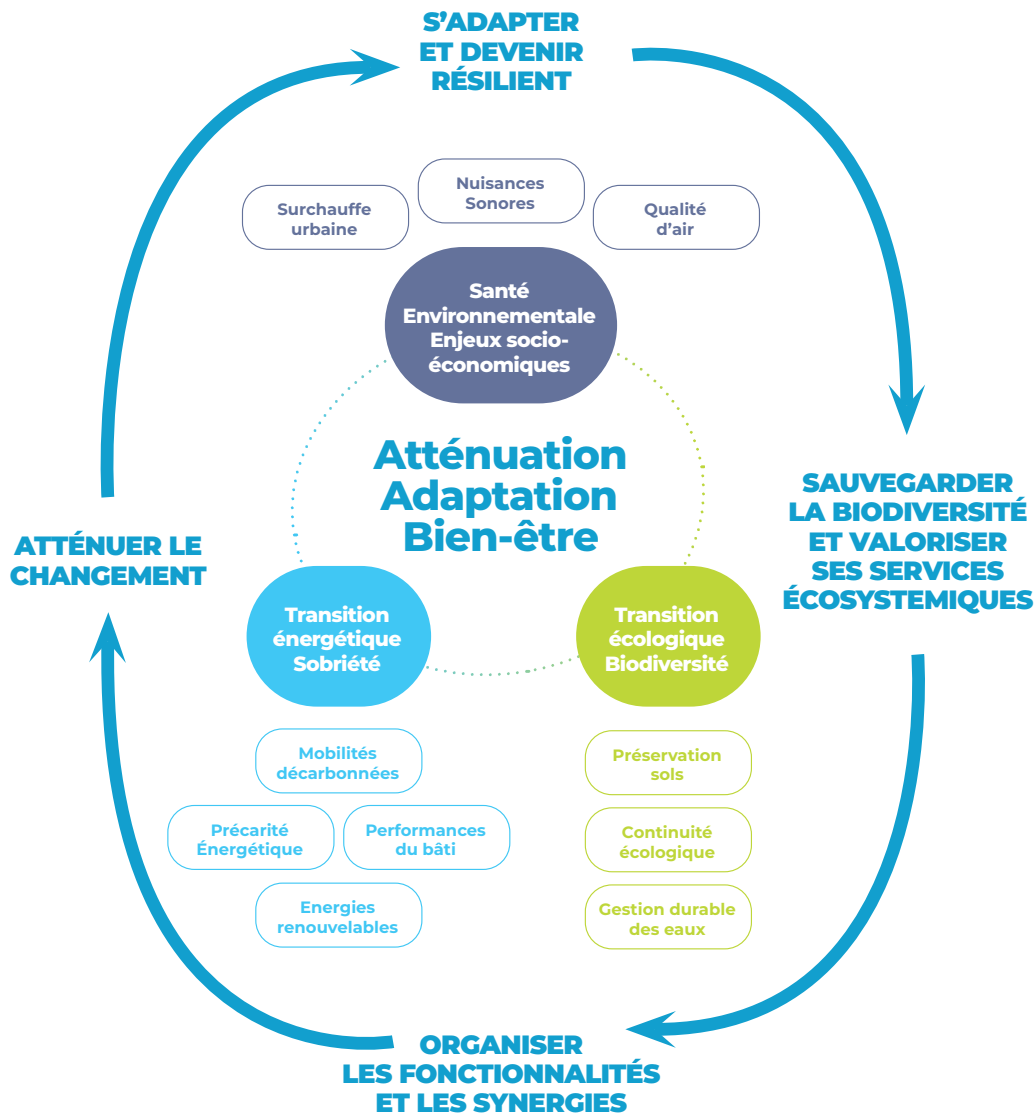 S’ADAPTER
ET DEVENIR
RÉSILIENT
Surchauffe
urbaine
Nuisances
Sonores
Qualité
d’air
Santé
Environnementale
Enjeux socio-
économiques
Atténuation
Adaptation
Bien-être
ATTÉNUER LE
CHANGEMENT
SAUVEGARDER
LA BIODIVERSITÉ
ET VALORISER
SES SERVICES
ÉCOSYSTEMIQUES
Transition
énergétique
Sobriété
Transition
écologique
Biodiversité
Mobilités
décarbonnées
Précarité
Énergétique
Performances
du bâti
Energies
renouvelables
Préservation
sols
Continuité
écologique
Gestion durable
des eaux
ORGANISER
LES FONCTIONNALITÉS
ET LES SYNERGIES